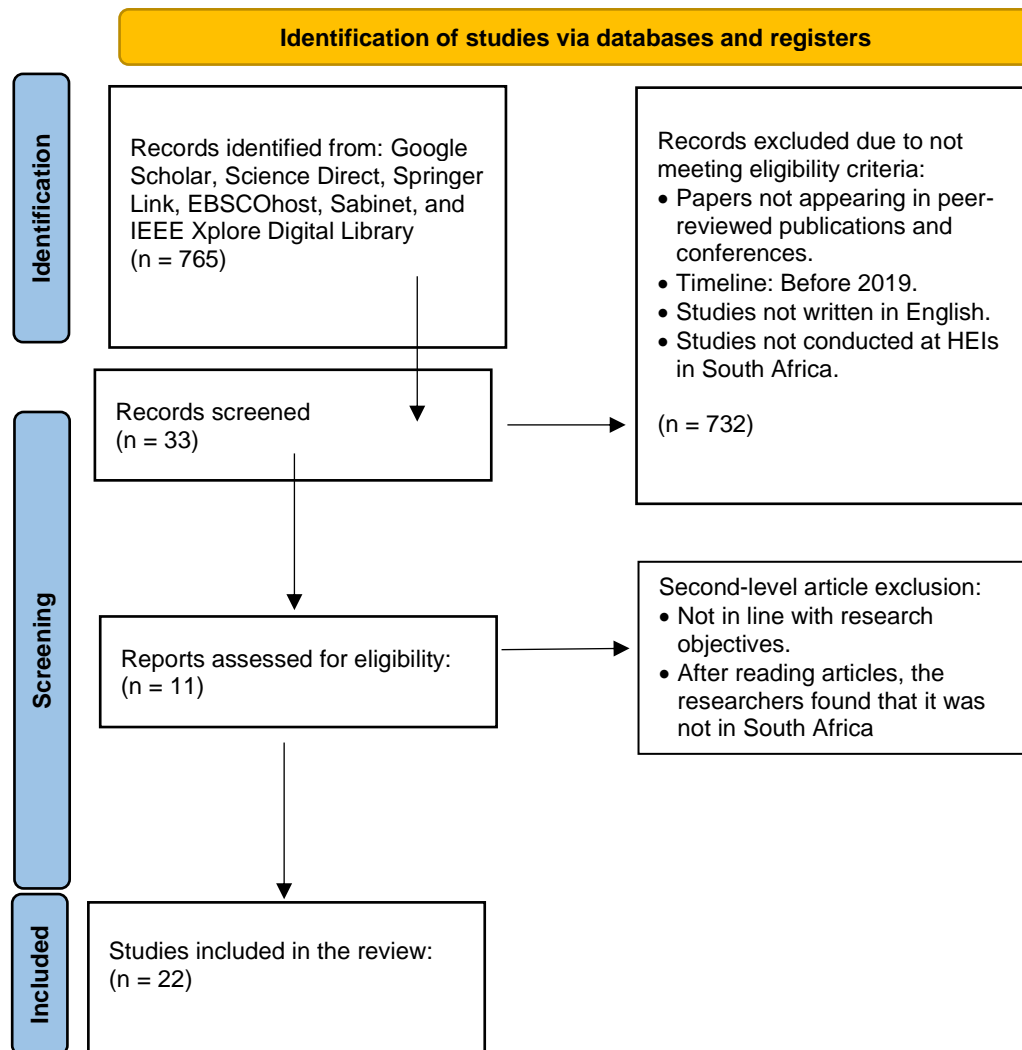 Identification of studies via databases and registers
Identification
Records identified from: Google
Scholar, Science Direct, Springer
Link, EBSCOhost, Sabinet, and
IEEE Xplore Digital Library
(n = 765)
Records excluded due to not
meeting eligibility criteria:
• Papers not appearing in peer-
reviewed publications and
conferences.
• Timeline: Before 2019.
• Studies not written in English.
• Studies not conducted at HEIs
in South Africa.
(n = 732)
Screening
Records screened
(n = 33)
Reports assessed for eligibility:
(n = 11)
Second-level article exclusion:
• Not in line with research
objectives.
• After reading articles, the
researchers found that it was
not in South Africa
Included
Studies included in the review:
(n = 22)